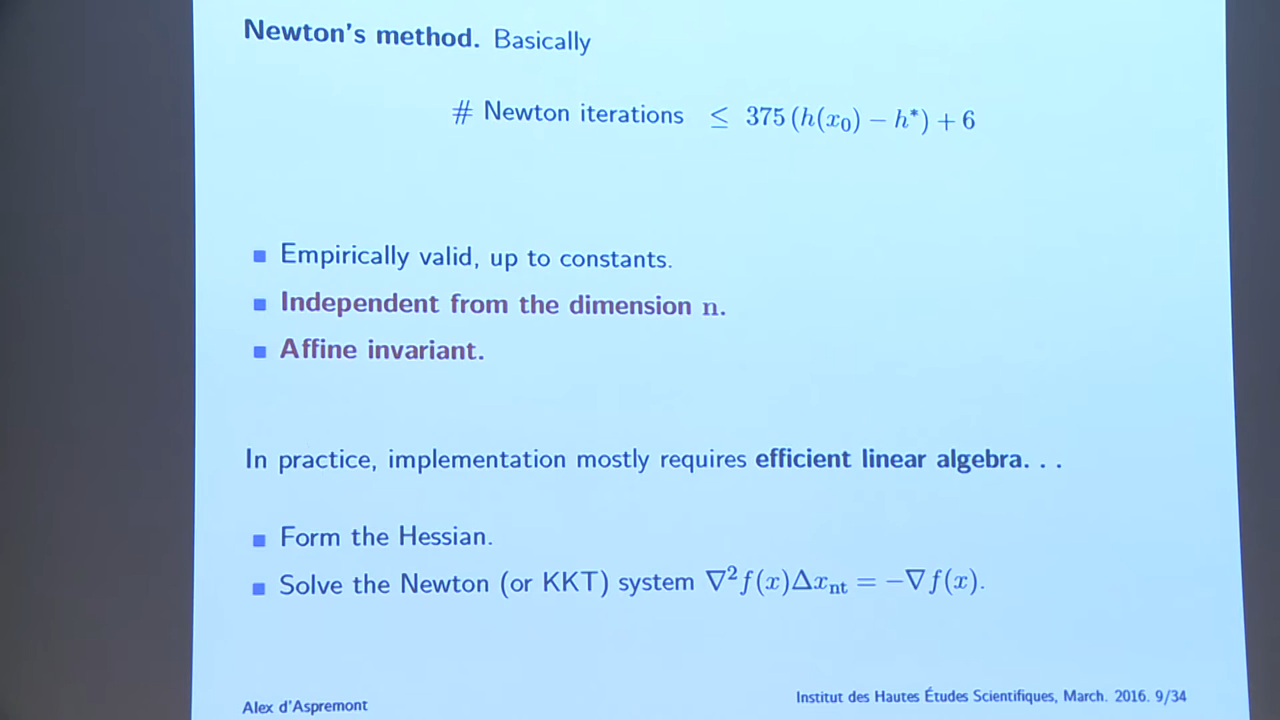 Newton's method. Basically
# Newton iterations ≤ 375 (h(x₀) − h*) + 6
Empirically valid, up to constants.
Independent from the dimension n.
Affine invariant.
In practice, implementation mostly requires efficient linear algebra. . .
Form the Hessian.
Solve the Newton (or KKT) system ∇²f(x)Δxnt = −∇f(x).
Alex d'Aspremont
Institut des Hautes Études Scientifiques, March. 2016. 9/34